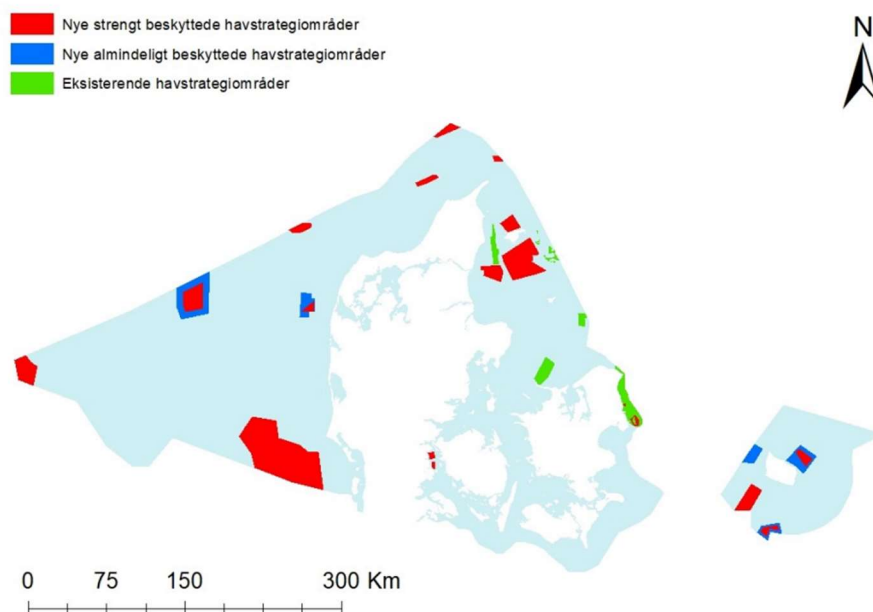 Nye strengt beskyttede havstrategiområder
Nye almindeligt beskyttede havstrategiområder
Eksisterende havstrategiområder
N
0 75 150 300 Km